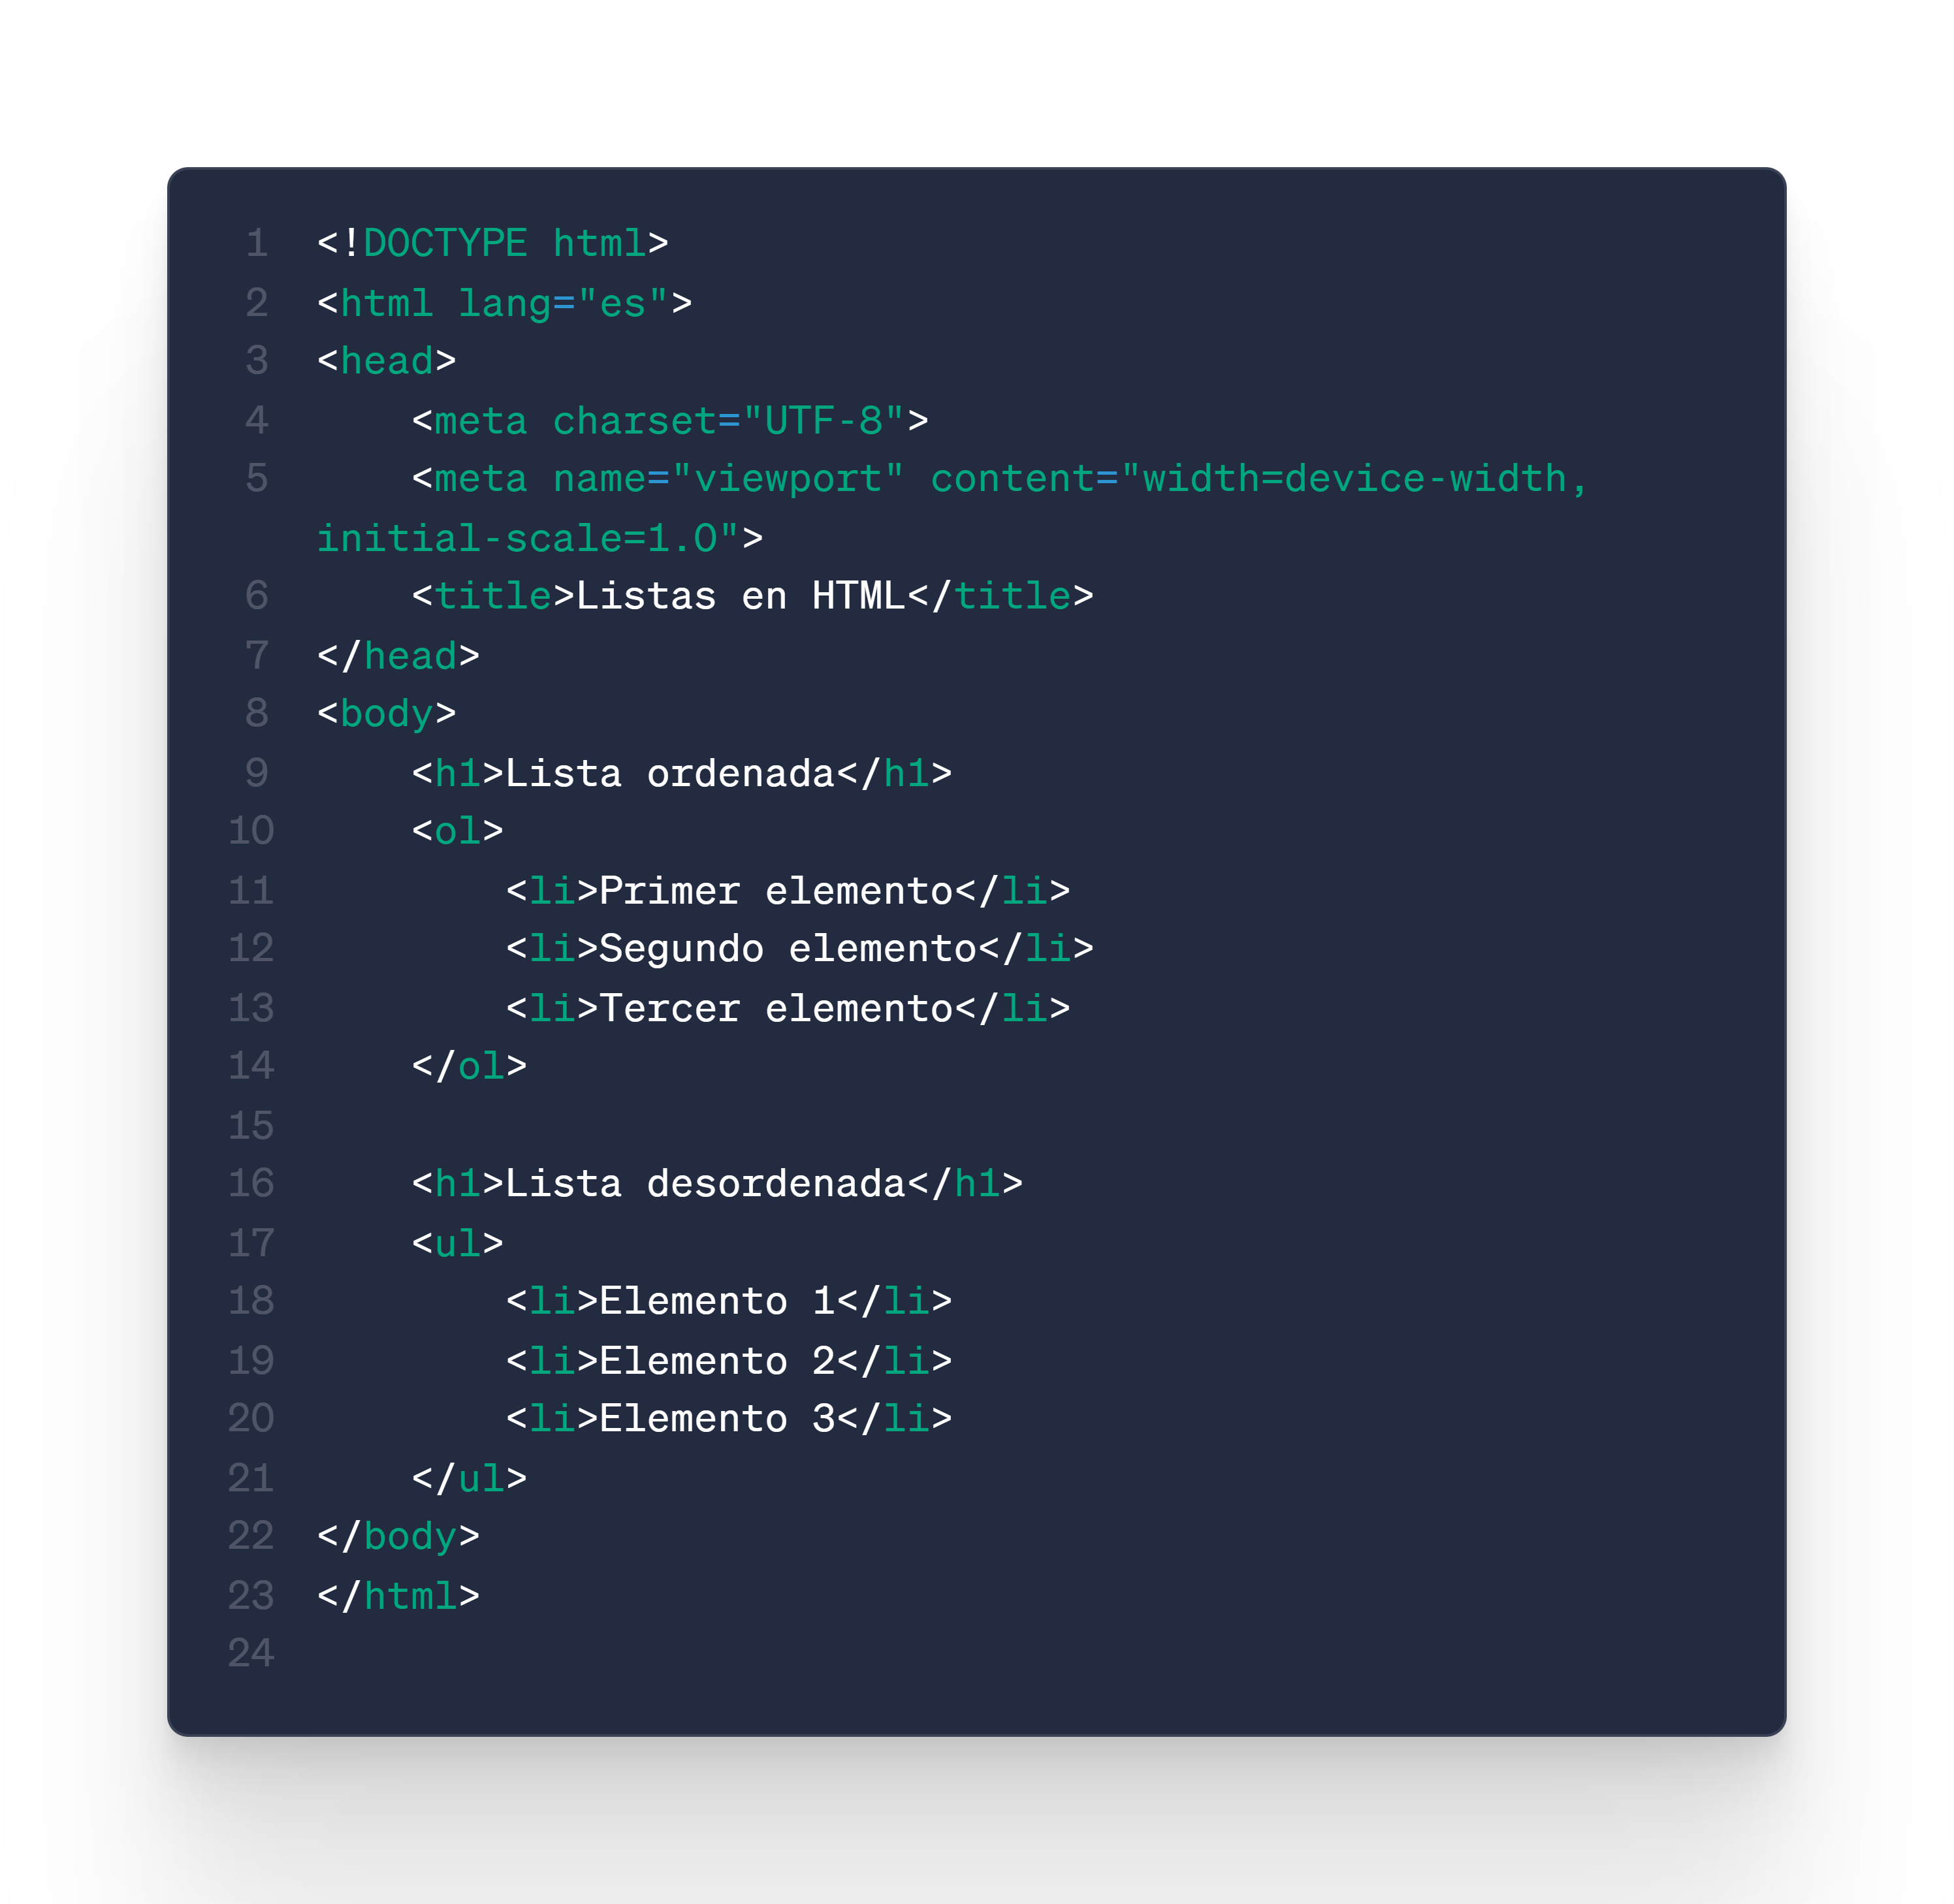 1 <!DOCTYPE html>
2 <html lang="es">
3 <head>
4     <meta charset="UTF-8">
5     <meta name="viewport" content="width=device-width,
initial-scale=1.0">
6     <title>Listas en HTML</title>
7 </head>
8 <body>
9     <h1>Lista ordenada</h1>
10     <ol>
11         <li>Primer elemento</li>
12         <li>Segundo elemento</li>
13         <li>Tercer elemento</li>
14     </ol>
15
16     <h1>Lista desordenada</h1>
17     <ul>
18         <li>Elemento 1</li>
19         <li>Elemento 2</li>
20         <li>Elemento 3</li>
21     </ul>
22 </body>
23 </html>
24